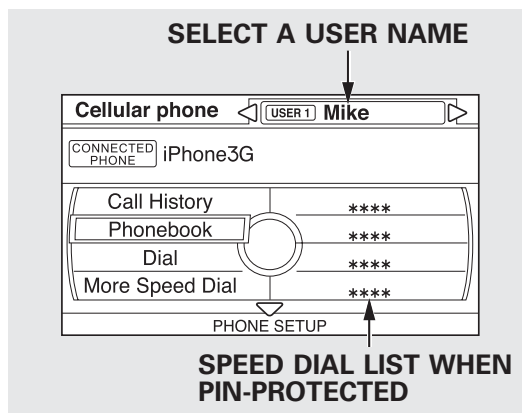 SELECT A USER NAME
Cellular phone USER 1 Mike
CONNECTED
PHONE iPhone3G
Call History ****
Phonebook ****
Dial ****
More Speed Dial ****
PHONE SETUP
SPEED DIAL LIST WHEN
PIN-PROTECTED